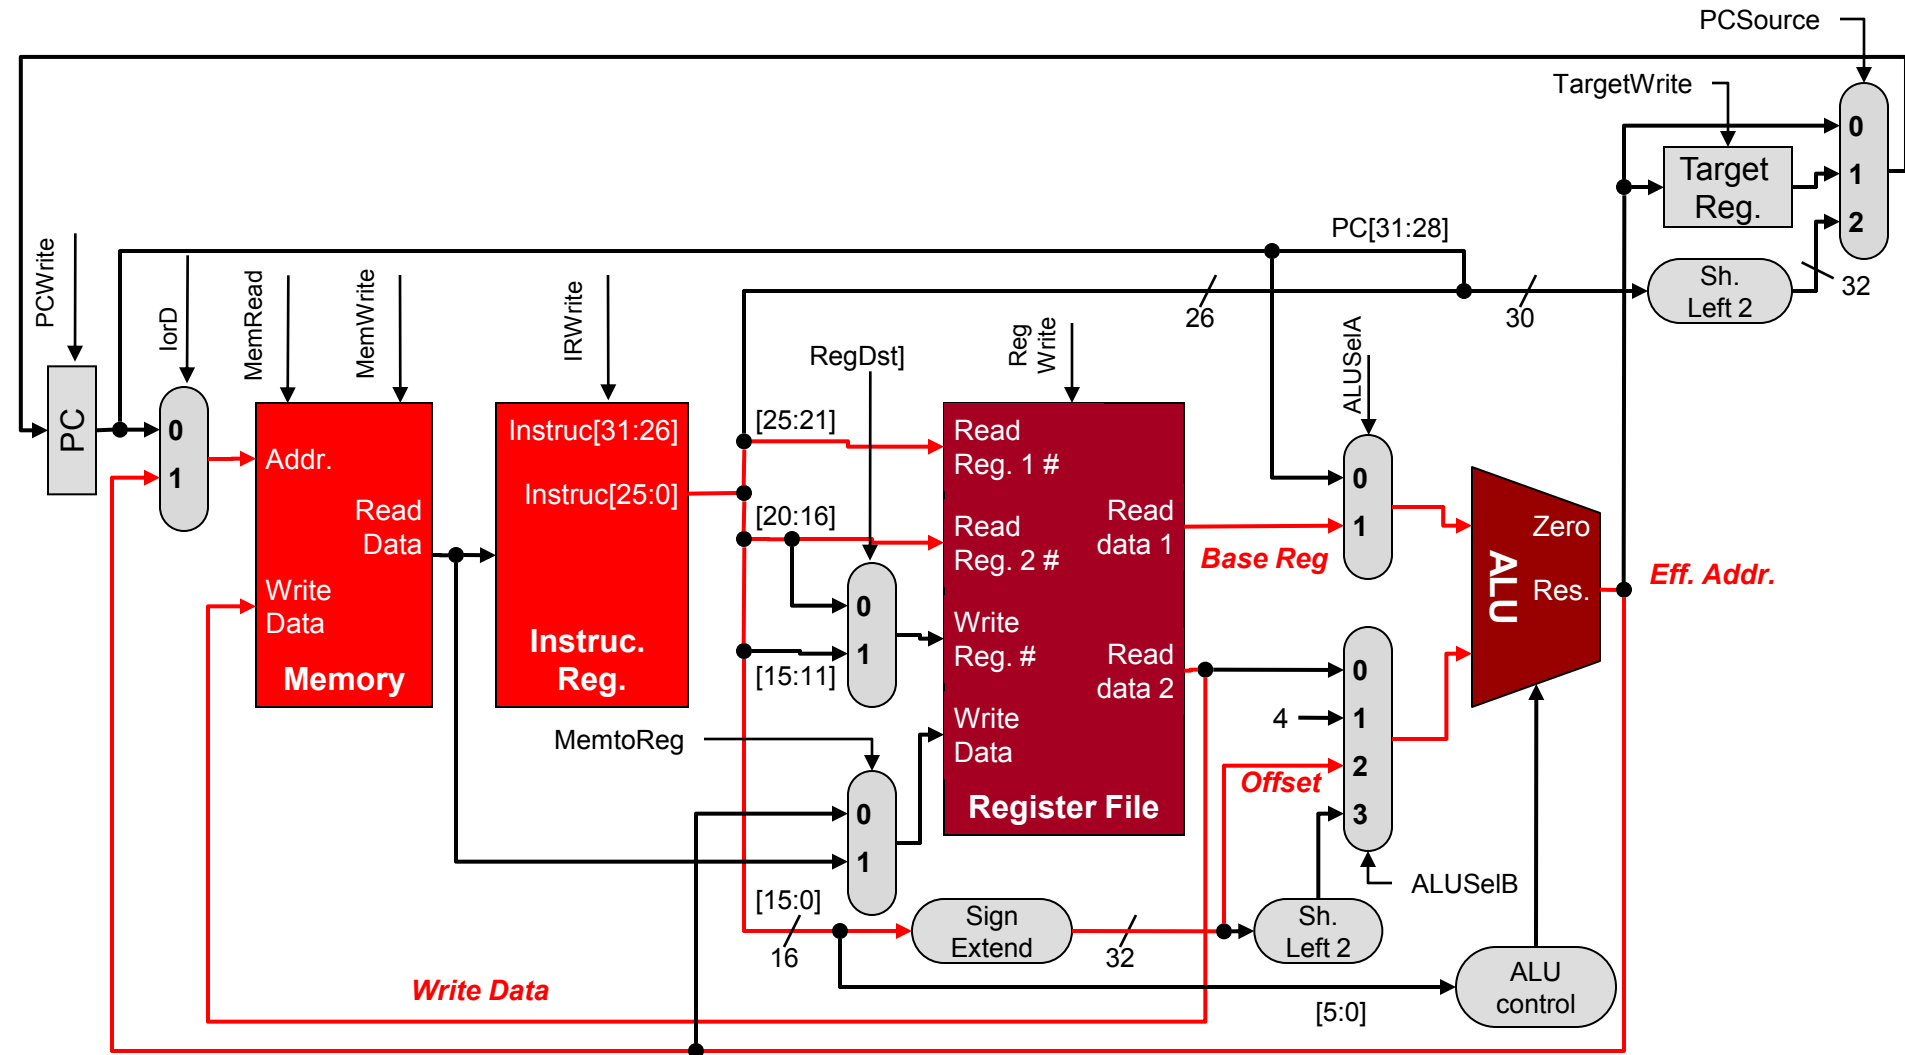 PCSource
TargetWrite
0
Target
Reg.
1
2
PC[31:28]
Sh.
Left 2
32
26
30
PCWrite
IorD
MemRead
MemWrite
IRWrite
RegDst]
Reg
Write
ALUSelA
PC
0
1
Addr.
Read
Data
Write
Data
Memory
Instruc[31:26]
Instruc[25:0]
Instruc.
Reg.
[25:21]
[20:16]
[15:11]
0
1
Read
Reg. 1 #
Read
Reg. 2 #
Write
Reg. #
Write
Data
Read
data 1
Read
data 2
Register File
Base Reg
0
1
Zero
ALU
Res.
Eff. Addr.
0
4
1
2
3
Offset
MemtoReg
0
1
ALUSelB
[15:0]
16
Sign
Extend
32
Sh.
Left 2
ALU
control
[5:0]
Write Data